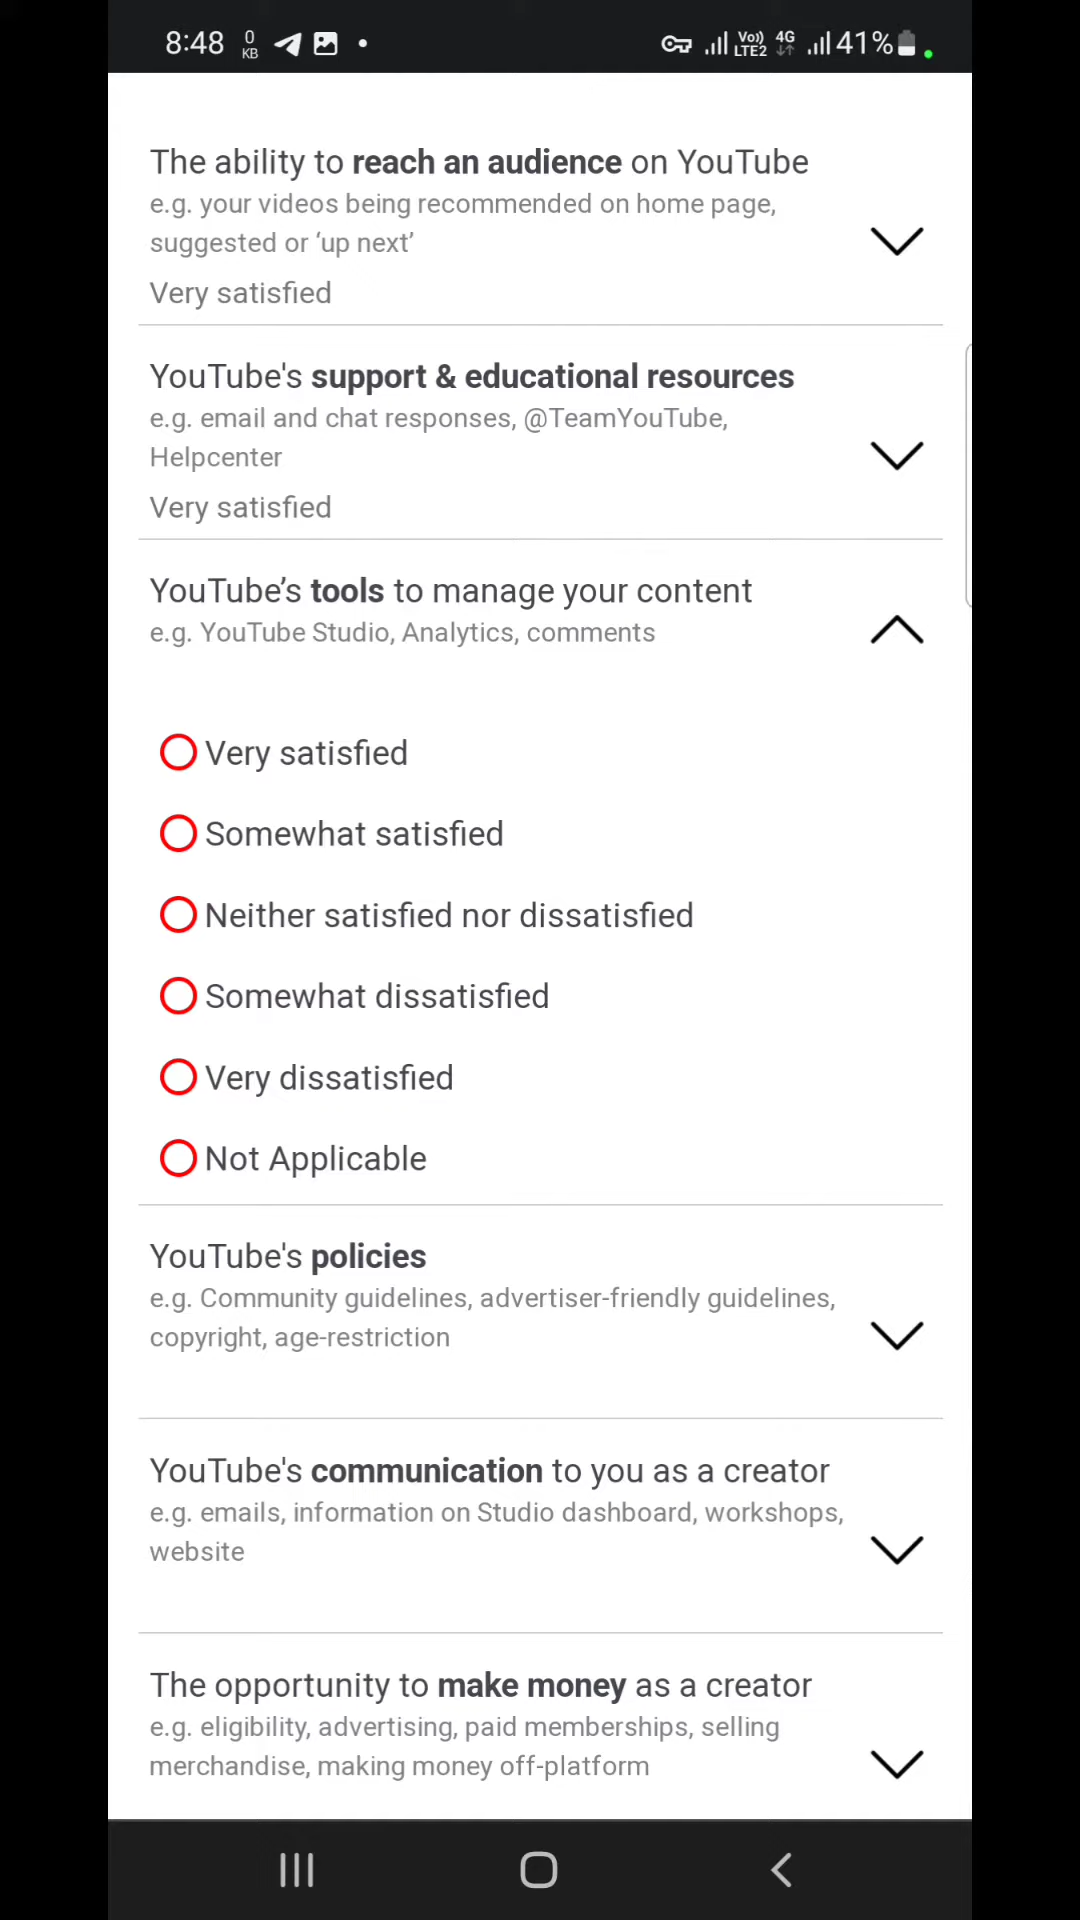 8:48 0 KB Vo)) LTE2 4G 41%
The ability to reach an audience on YouTube
e.g. your videos being recommended on home page,
suggested or ‘up next’
Very satisfied
YouTube's support & educational resources
e.g. email and chat responses, @TeamYouTube,
Helpcenter
Very satisfied
YouTube’s tools to manage your content
e.g. YouTube Studio, Analytics, comments
Very satisfied
Somewhat satisfied
Neither satisfied nor dissatisfied
Somewhat dissatisfied
Very dissatisfied
Not Applicable
YouTube's policies
e.g. Community guidelines, advertiser-friendly guidelines,
copyright, age-restriction
YouTube's communication to you as a creator
e.g. emails, information on Studio dashboard, workshops,
website
The opportunity to make money as a creator
e.g. eligibility, advertising, paid memberships, selling
merchandise, making money off-platform